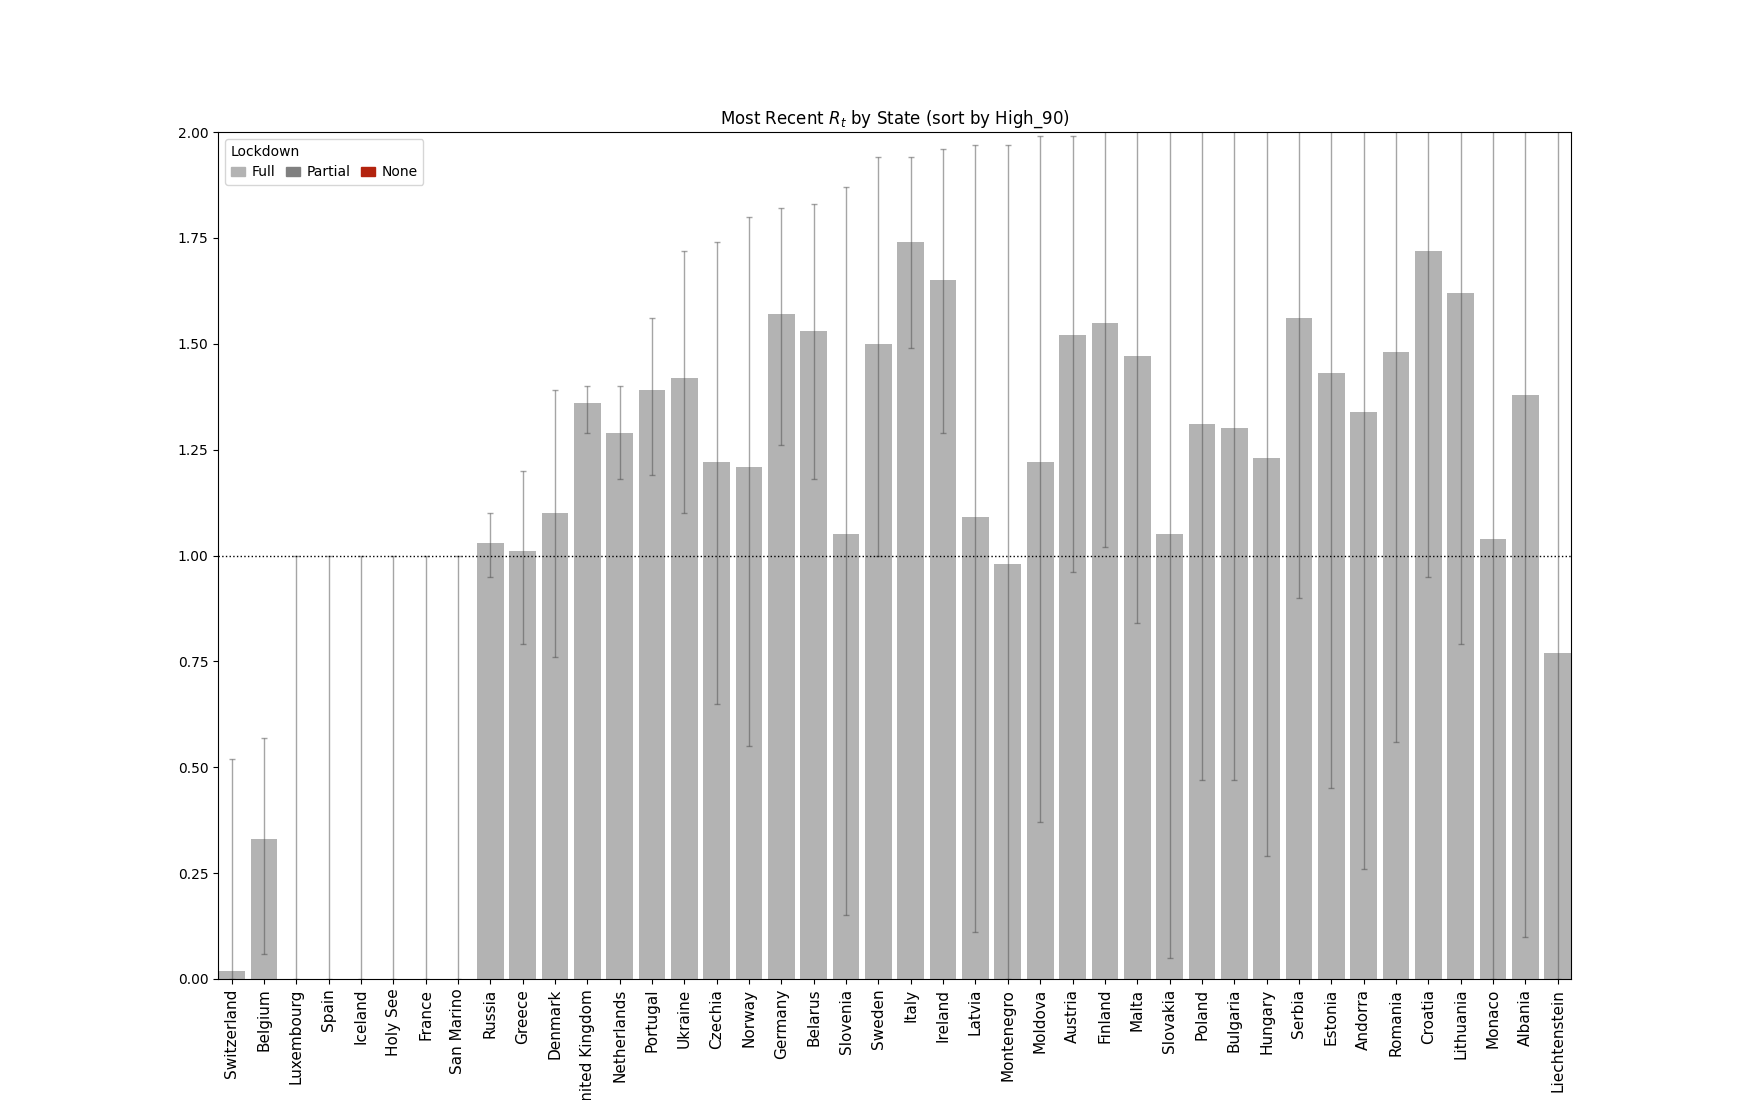 Most Recent R_t by State (sort by High_90)
Lockdown
Full Partial None
2.00
1.75
1.50
1.25
1.00
0.75
0.50
0.25
0.00
Switzerland
Belgium
Luxembourg
Spain
Iceland
Holy See
France
San Marino
Russia
Greece
Denmark
nited Kingdom
Netherlands
Portugal
Ukraine
Czechia
Norway
Germany
Belarus
Slovenia
Sweden
Italy
Ireland
Latvia
Montenegro
Moldova
Austria
Finland
Malta
Slovakia
Poland
Bulgaria
Hungary
Serbia
Estonia
Andorra
Romania
Croatia
Lithuania
Monaco
Albania
Liechtenstein